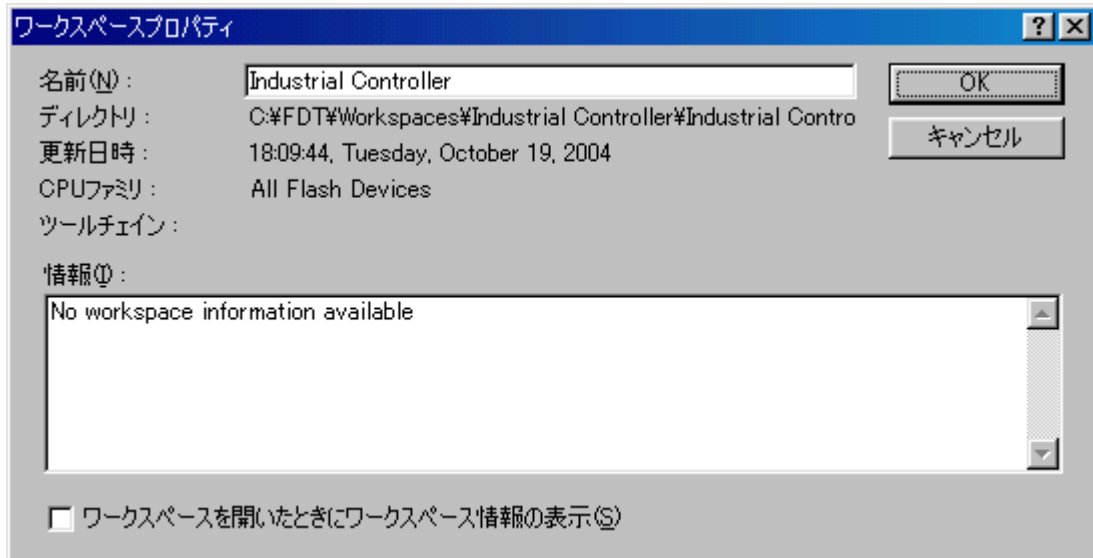 ワークスペースプロパティ
名前(N) : Industrial Controller
OK
ディレクトリ : C:¥FDT¥Workspaces¥Industrial Controller¥Industrial Contro
キャンセル
更新日時 : 18:09:44, Tuesday, October 19, 2004
CPUファミリ : All Flash Devices
ツールチェイン :
情報(I) :
No workspace information available
ワークスペースを開いたときにワークスペース情報の表示(S)